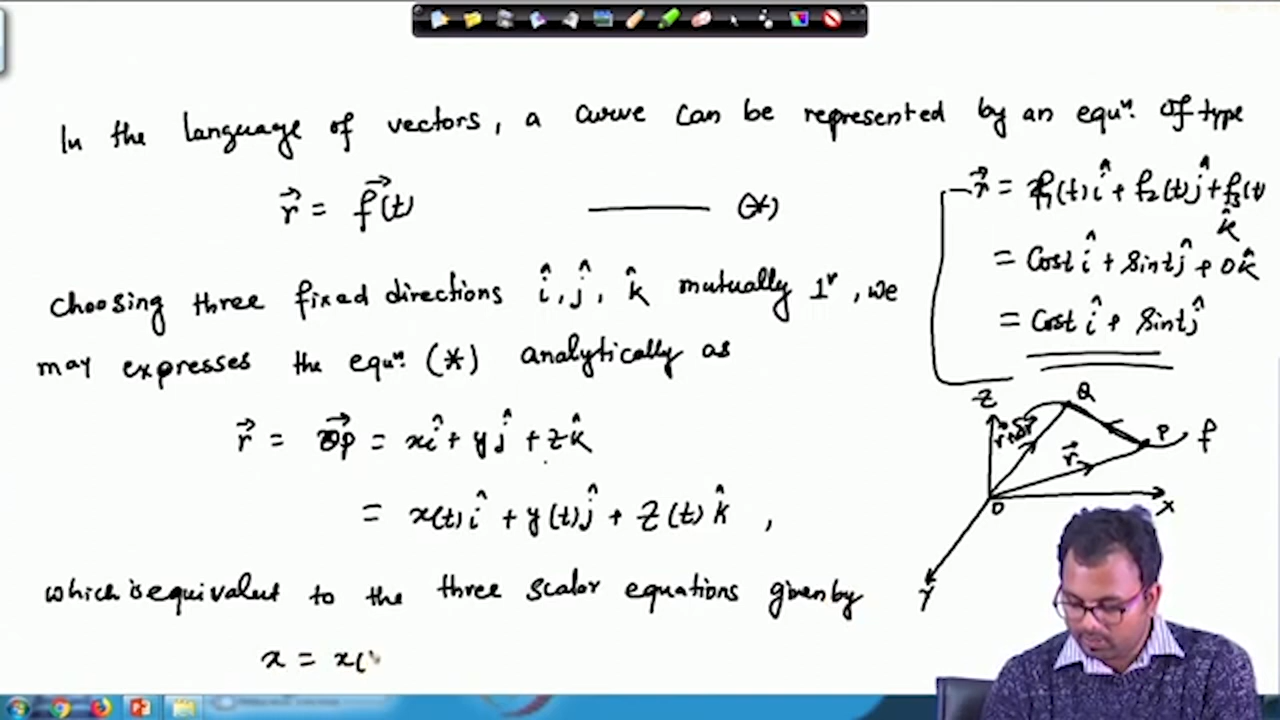 In the language of vectors, a curve can be represented by an equⁿ. of type
r⃗ = f⃗(t) ——— (*)
r⃗ = f₁(t)î + f₂(t)ĵ + f₃(t)
k̂
= Cost î + Sint ĵ + 0k̂
= Cost î + Sint ĵ
choosing three fixed directions î, ĵ, k̂ mutually ⊥ʳ, we
may expresses the equⁿ. (*) analytically as
r⃗ = OP⃗ = xî + yĵ + zk̂
= x(t)î + y(t)ĵ + z(t)k̂ ,
which is equivalent to the three scalar equations given by
x = x(
Z Q
r⃗+δr⃗ P f
r⃗
O X
Y